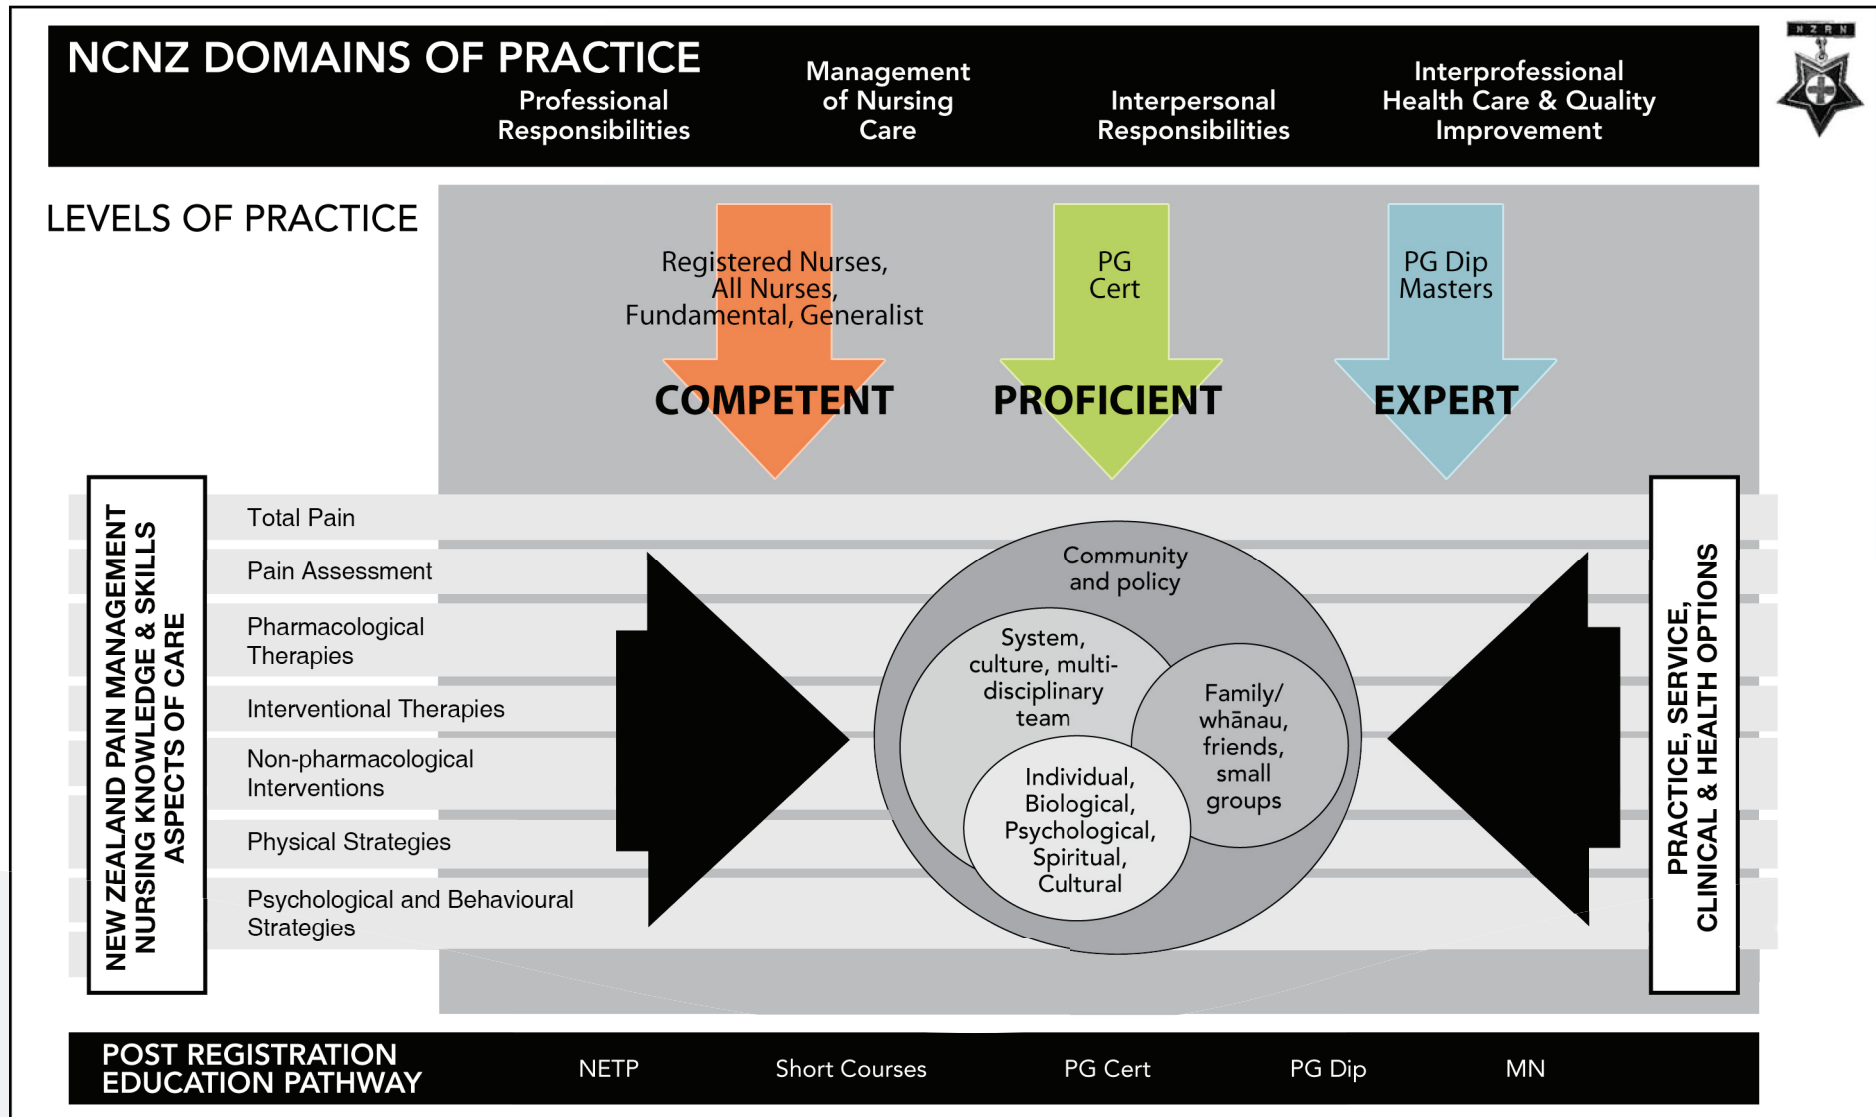 NCNZ DOMAINS OF PRACTICE
Professional
Responsibilities
Management
of Nursing
Care
Interpersonal
Responsibilities
Interprofessional
Health Care & Quality
Improvement
N Z R N
LEVELS OF PRACTICE
Registered Nurses,
All Nurses,
Fundamental, Generalist
COMPETENT
PG
Cert
PROFICIENT
PG Dip
Masters
EXPERT
NEW ZEALAND PAIN MANAGEMENT
NURSING KNOWLEDGE & SKILLS
ASPECTS OF CARE
Total Pain
Pain Assessment
Pharmacological
Therapies
Interventional Therapies
Non-pharmacological
Interventions
Physical Strategies
Psychological and Behavioural
Strategies
Community
and policy
System,
culture, multi-
disciplinary
team
Family/
whānau,
friends,
small
groups
Individual,
Biological,
Psychological,
Spiritual,
Cultural
PRACTICE, SERVICE,
CLINICAL & HEALTH OPTIONS
POST REGISTRATION
EDUCATION PATHWAY
NETP
Short Courses
PG Cert
PG Dip
MN